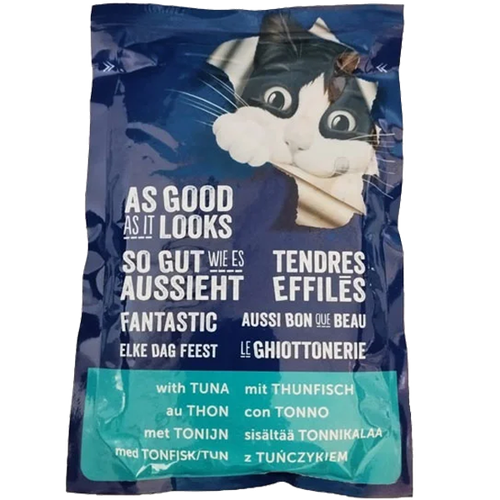 AS GOOD
AS IT LOOKS
SO GUT WIE ES
AUSSIEHT
TENDRES
EFFILÉS
FANTASTIC
AUSSI BON QUE BEAU
ELKE DAG FEEST
LE GHIOTTONERIE
with TUNA
mit THUNFISCH
au THON
con TONNO
met TONIJN
sisältää TONNIKALAA
med TONFISK/TUN
z TUŃCZYKIEM